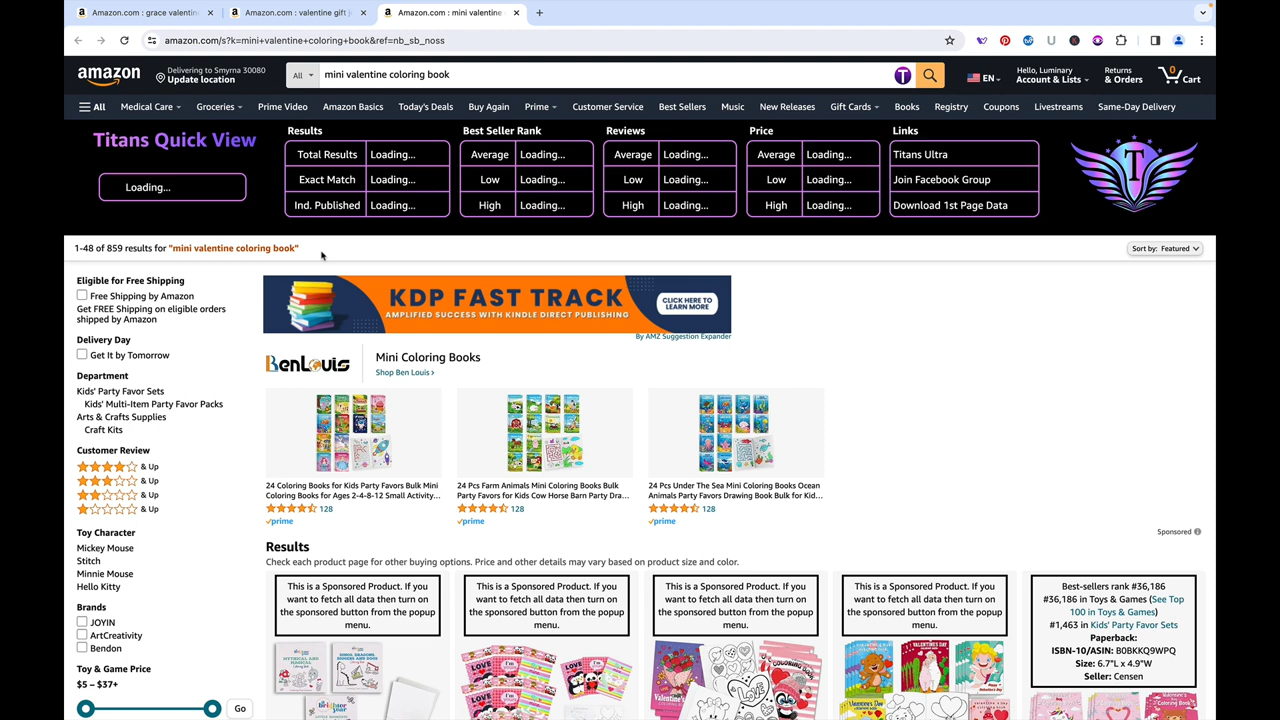 Amazon.com : grace valentin
Amazon.com : valentine gift
Amazon.com : mini valentine
amazon.com/s?k=mini+valentine+coloring+book&ref=nb_sb_noss
amazon
Delivering to Smyrna 30080
Update location
All
mini valentine coloring book
EN
Hello, Luminary
Account & Lists
Returns
& Orders
0
Cart
All
Medical Care
Groceries
Prime Video
Amazon Basics
Today's Deals
Buy Again
Prime
Customer Service
Best Sellers
Music
New Releases
Gift Cards
Books
Registry
Coupons
Livestreams
Same-Day Delivery
Titans Quick View
Loading...
Results
Total Results Loading...
Exact Match Loading...
Ind. Published Loading...
Best Seller Rank
Average Loading...
Low Loading...
High Loading...
Reviews
Average Loading...
Low Loading...
High Loading...
Price
Average Loading...
Low Loading...
High Loading...
Links
Titans Ultra
Join Facebook Group
Download 1st Page Data
T
1-48 of 859 results for "mini valentine coloring book"
Sort by: Featured
Eligible for Free Shipping
Free Shipping by Amazon
Get FREE Shipping on eligible orders
shipped by Amazon
Delivery Day
Get It by Tomorrow
Department
Kids' Party Favor Sets
Kids' Multi-Item Party Favor Packs
Arts & Crafts Supplies
Craft Kits
Customer Review
& Up
& Up
& Up
& Up
Toy Character
Mickey Mouse
Stitch
Minnie Mouse
Hello Kitty
Brands
JOYIN
ArtCreativity
Bendon
Toy & Game Price
$5 – $37+
Go
KDP FAST TRACK
AMPLIFIED SUCCESS WITH KINDLE DIRECT PUBLISHING
CLICK HERE TO
LEARN MORE
By AMZ Suggestion Expander
BenLouis
Mini Coloring Books
Shop Ben Louis ›
24 Coloring Books for Kids Party Favors Bulk Mini
Coloring Books for Ages 2-4-8-12 Small Activity...
128
prime
24 Pcs Farm Animals Mini Coloring Books Bulk
Party Favors for Kids Cow Horse Barn Party Dra...
128
prime
24 Pcs Under The Sea Mini Coloring Books Ocean
Animals Party Favors Drawing Book Bulk for Kid...
128
prime
Sponsored
Results
Check each product page for other buying options. Price and other details may vary based on product size and color.
This is a Sponsored Product. If you
want to fetch all data then turn on
the sponsored button from the popup
menu.
This is a Sponsored Product. If you
want to fetch all data then turn on
the sponsored button from the popup
menu.
This is a Sponsored Product. If you
want to fetch all data then turn on
the sponsored button from the popup
menu.
This is a Sponsored Product. If you
want to fetch all data then turn on
the sponsored button from the popup
menu.
Best-sellers rank #36,186
#36,186 in Toys & Games (See Top
100 in Toys & Games)
#1,463 in Kids' Party Favor Sets
Paperback:
ISBN-10/ASIN: B0BKKQ9WPQ
Size: 6.7"L x 4.9"W
Seller: Censen